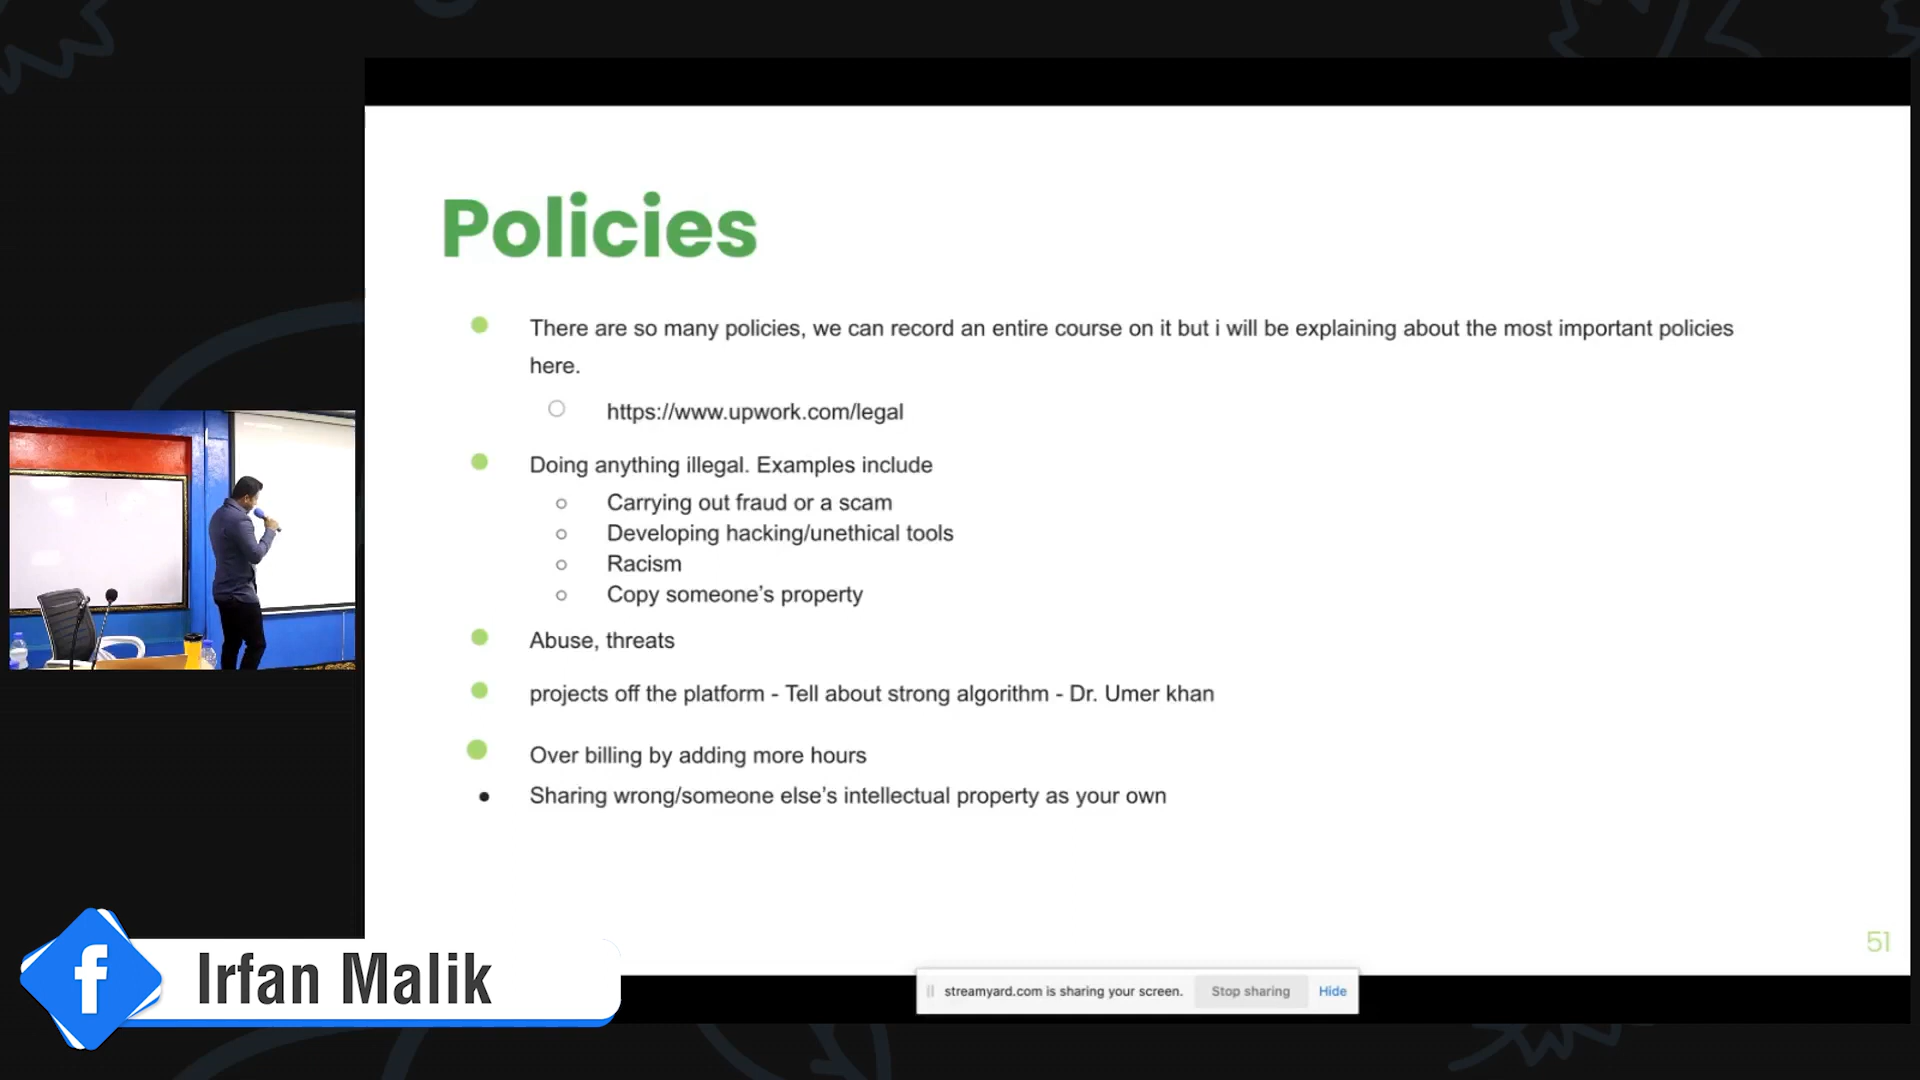 Policies
There are so many policies, we can record an entire course on it but i will be explaining about the most important policies
here.
https://www.upwork.com/legal
Doing anything illegal. Examples include
Carrying out fraud or a scam
Developing hacking/unethical tools
Racism
Copy someone's property
Abuse, threats
projects off the platform - Tell about strong algorithm - Dr. Umer khan
Over billing by adding more hours
Sharing wrong/someone else's intellectual property as your own
51
f
Irfan Malik
streamyard.com is sharing your screen.
Stop sharing
Hide